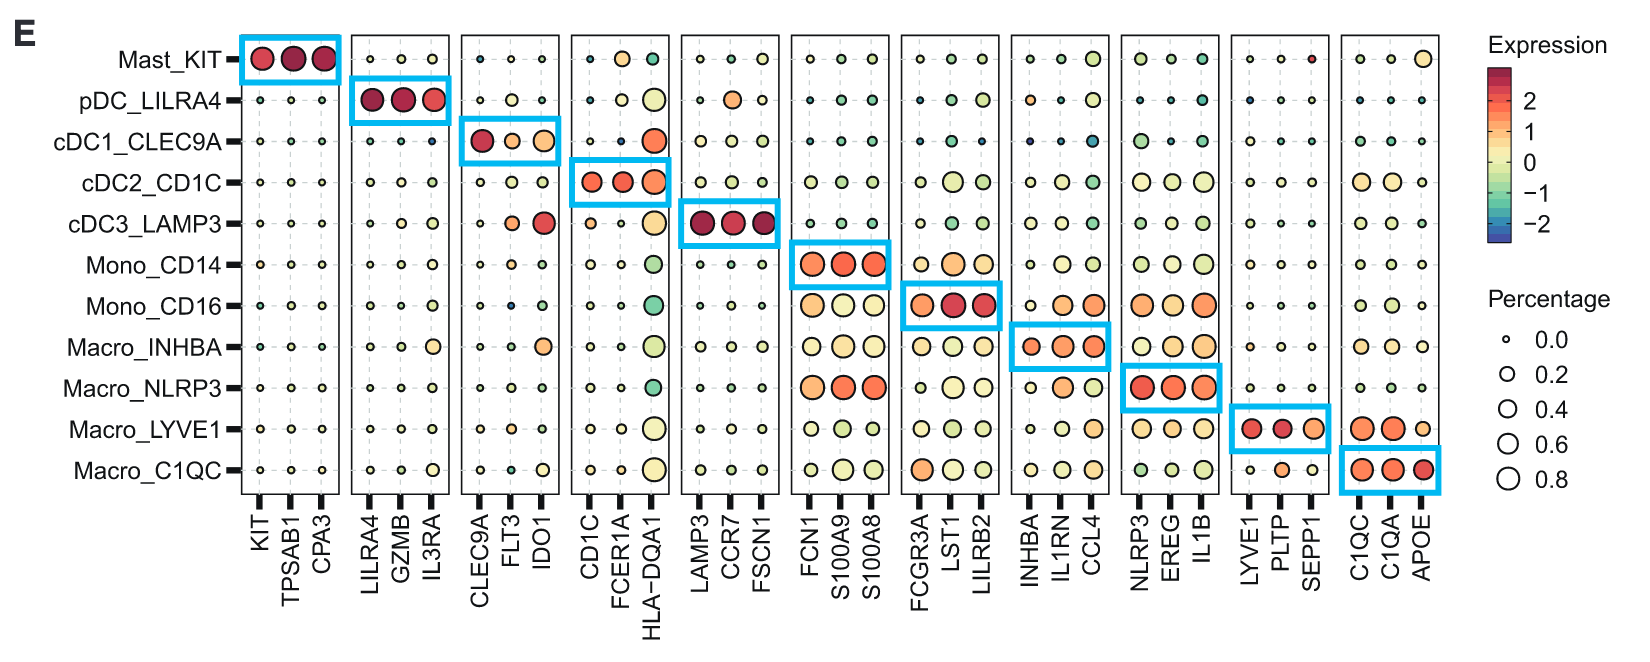 E
Mast_KIT
pDC_LILRA4
cDC1_CLEC9A
cDC2_CD1C
cDC3_LAMP3
Mono_CD14
Mono_CD16
Macro_INHBA
Macro_NLRP3
Macro_LYVE1
Macro_C1QC
KIT
TPSAB1
CPA3
LILRA4
GZMB
IL3RA
CLEC9A
FLT3
IDO1
CD1C
FCER1A
HLA-DQA1
LAMP3
CCR7
FSCN1
FCN1
S100A9
S100A8
FCGR3A
LST1
LILRB2
INHBA
IL1RN
CCL4
NLRP3
EREG
IL1B
LYVE1
PLTP
SEPP1
C1QC
C1QA
APOE
Expression
2
1
0
−1
−2
Percentage
0.0
0.2
0.4
0.6
0.8